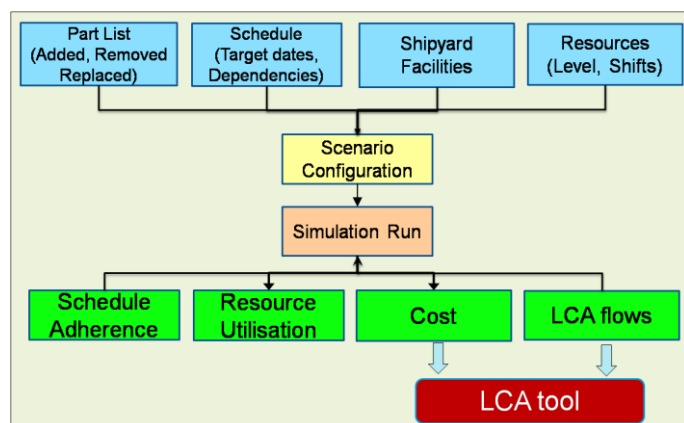 Part List
(Added, Removed
Replaced)
Schedule
(Target dates,
Dependencies)
Shipyard
Facilities
Resources
(Level, Shifts)
Scenario
Configuration
Simulation Run
Schedule
Adherence
Resource
Utilisation
Cost
LCA flows
LCA tool